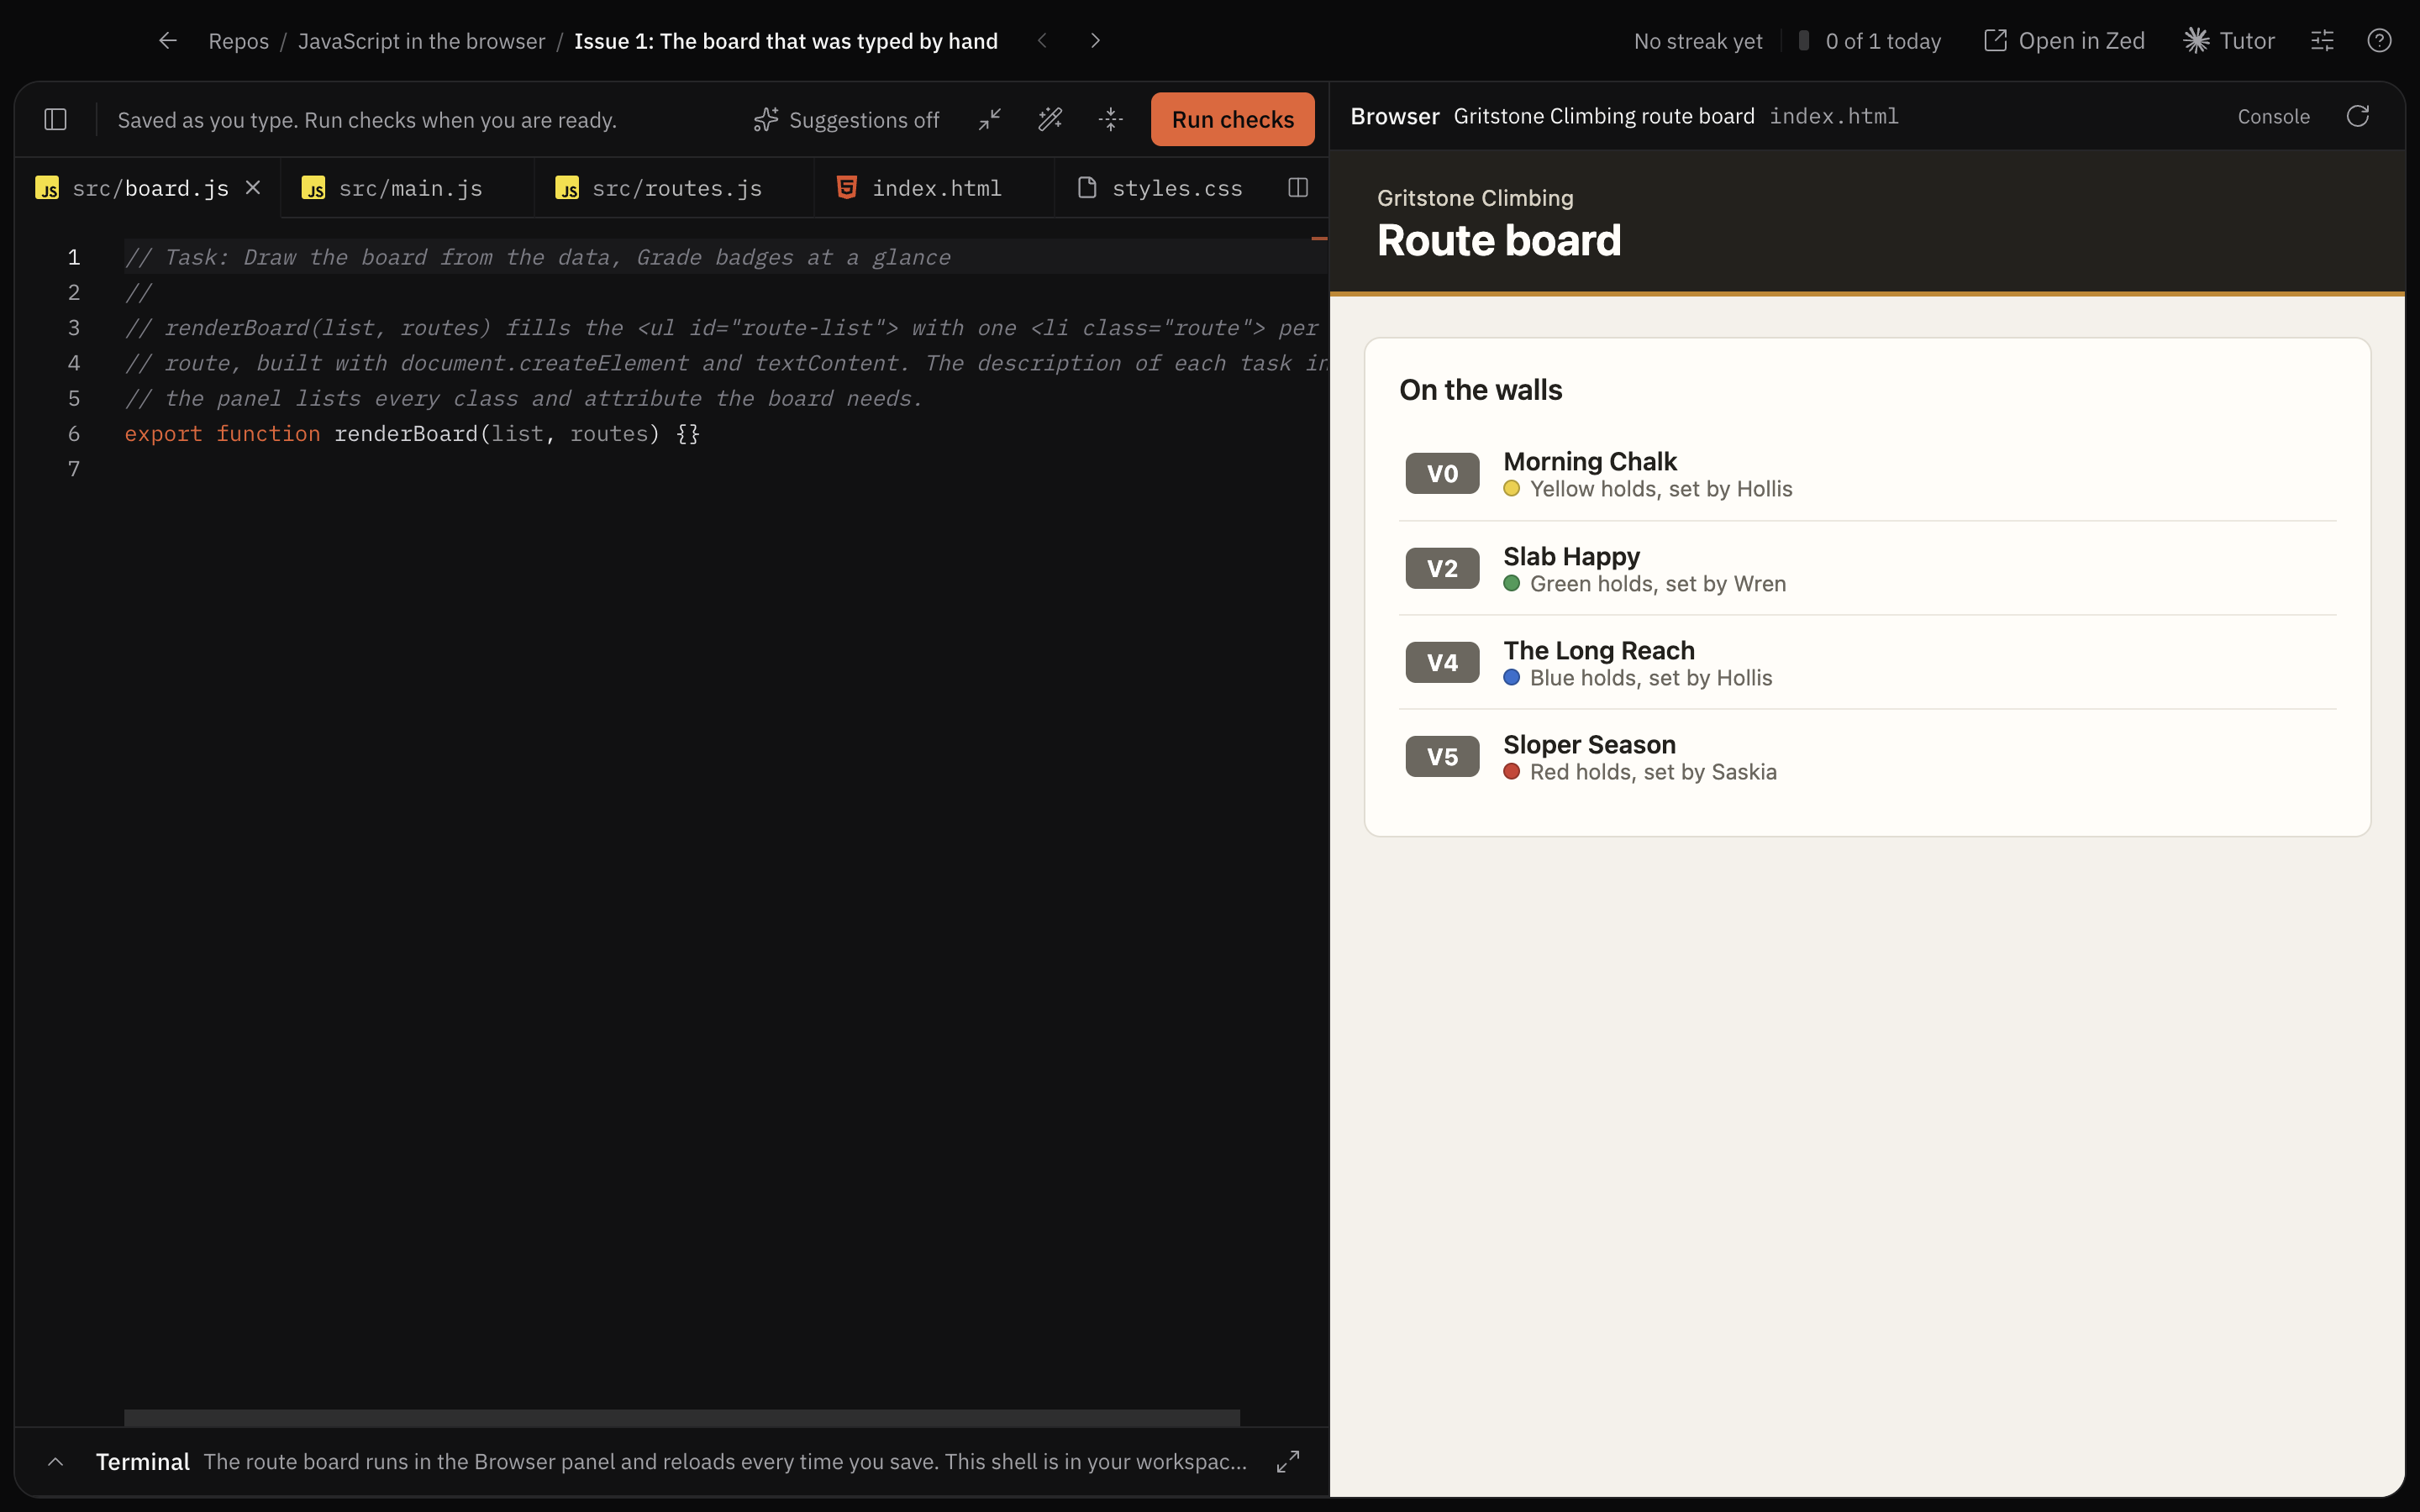 Repos / JavaScript in the browser / Issue 1: The board that was typed by hand
No streak yet
0 of 1 today
Open in Zed
Tutor
Saved as you type. Run checks when you are ready.
Suggestions off
Run checks
JS src/board.js
JS src/main.js
JS src/routes.js
index.html
styles.css
1 // Task: Draw the board from the data, Grade badges at a glance
2 //
3 // renderBoard(list, routes) fills the <ul id="route-list"> with one <li class="route"> per
4 // route, built with document.createElement and textContent. The description of each task in
5 // the panel lists every class and attribute the board needs.
6 export function renderBoard(list, routes) {}
7
Terminal The route board runs in the Browser panel and reloads every time you save. This shell is in your workspac...
Browser Gritstone Climbing route board index.html
Console
Gritstone Climbing
Route board
On the walls
V0
Morning Chalk
Yellow holds, set by Hollis
V2
Slab Happy
Green holds, set by Wren
V4
The Long Reach
Blue holds, set by Hollis
V5
Sloper Season
Red holds, set by Saskia